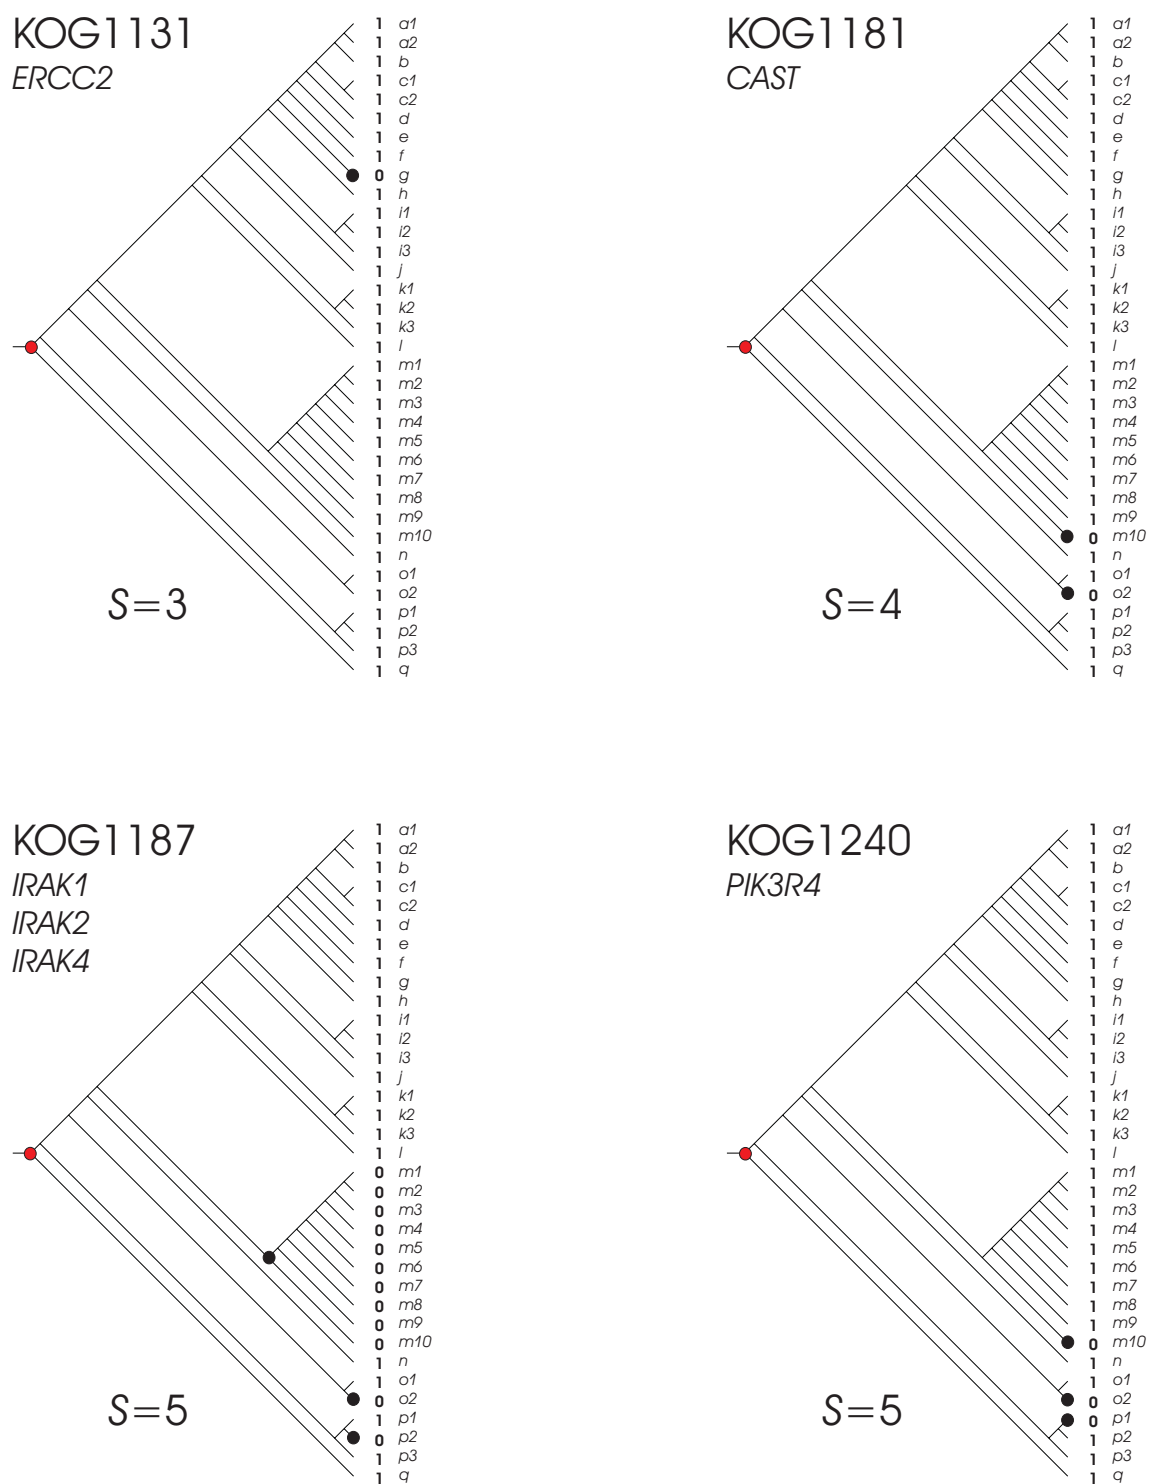 KOG1131
ERCC2
1 a1
1 a2
1 b
1 c1
1 c2
1 d
1 e
1 f
0 g
1 h
1 i1
1 i2
1 i3
1 j
1 k1
1 k2
1 k3
1 l
1 m1
1 m2
1 m3
1 m4
1 m5
1 m6
1 m7
1 m8
1 m9
1 m10
1 n
1 o1
1 o2
1 p1
1 p2
1 p3
1 q
S=3
KOG1181
CAST
1 a1
1 a2
1 b
1 c1
1 c2
1 d
1 e
1 f
1 g
1 h
1 i1
1 i2
1 i3
1 j
1 k1
1 k2
1 k3
1 l
1 m1
1 m2
1 m3
1 m4
1 m5
1 m6
1 m7
1 m8
1 m9
0 m10
1 n
1 o1
0 o2
1 p1
1 p2
1 p3
1 q
S=4
KOG1187
IRAK1
IRAK2
IRAK4
1 a1
1 a2
1 b
1 c1
1 c2
1 d
1 e
1 f
1 g
1 h
1 i1
1 i2
1 i3
1 j
1 k1
1 k2
1 k3
1 l
0 m1
0 m2
0 m3
0 m4
0 m5
0 m6
0 m7
0 m8
0 m9
0 m10
1 n
1 o1
0 o2
1 p1
0 p2
1 p3
1 q
S=5
KOG1240
PIK3R4
1 a1
1 a2
1 b
1 c1
1 c2
1 d
1 e
1 f
1 g
1 h
1 i1
1 i2
1 i3
1 j
1 k1
1 k2
1 k3
1 l
1 m1
1 m2
1 m3
1 m4
1 m5
1 m6
1 m7
1 m8
1 m9
0 m10
1 n
1 o1
0 o2
0 p1
1 p2
1 p3
1 q
S=5